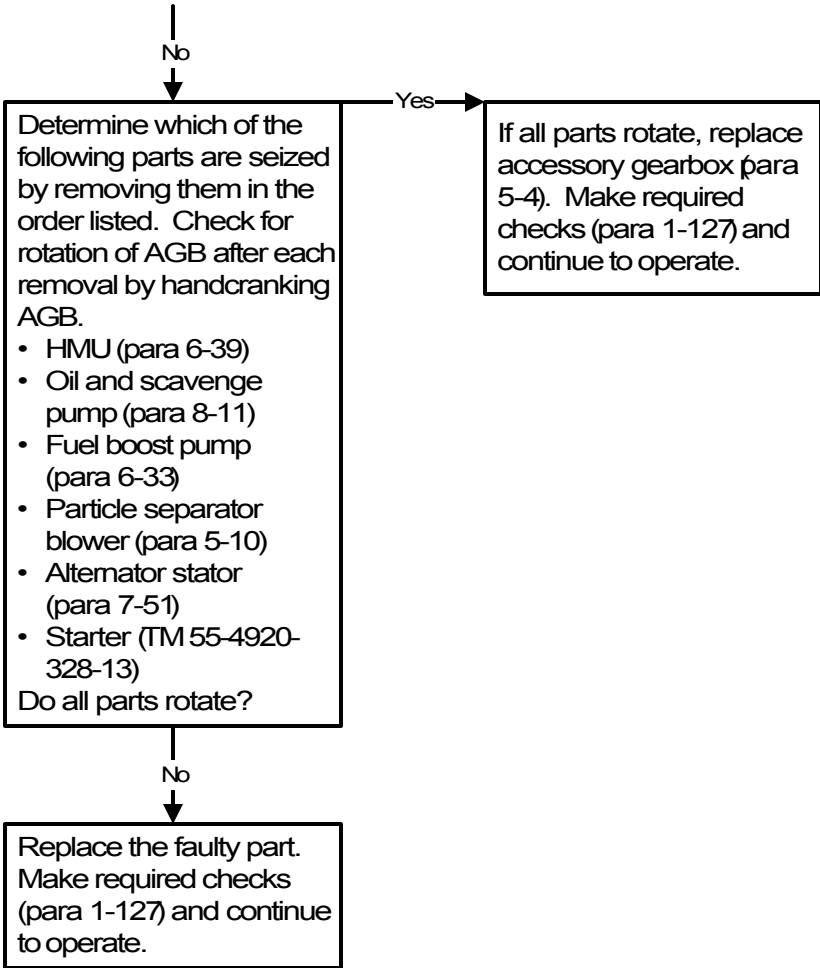 No
Determine which of the
following parts are seized
by removing them in the
order listed. Check for
rotation of AGB after each
removal by handcranking
AGB.
• HMU (para 6-39)
• Oil and scavenge
pump (para 8-11)
• Fuel boost pump
(para 6-33)
• Particle separator
blower (para 5-10)
• Alternator stator
(para 7-51)
• Starter (TM 55-4920-
328-13)
Do all parts rotate?
Yes
If all parts rotate, replace
accessory gearbox (para
5-4). Make required
checks (para 1-127) and
continue to operate.
No
Replace the faulty part.
Make required checks
(para 1-127) and continue
to operate.